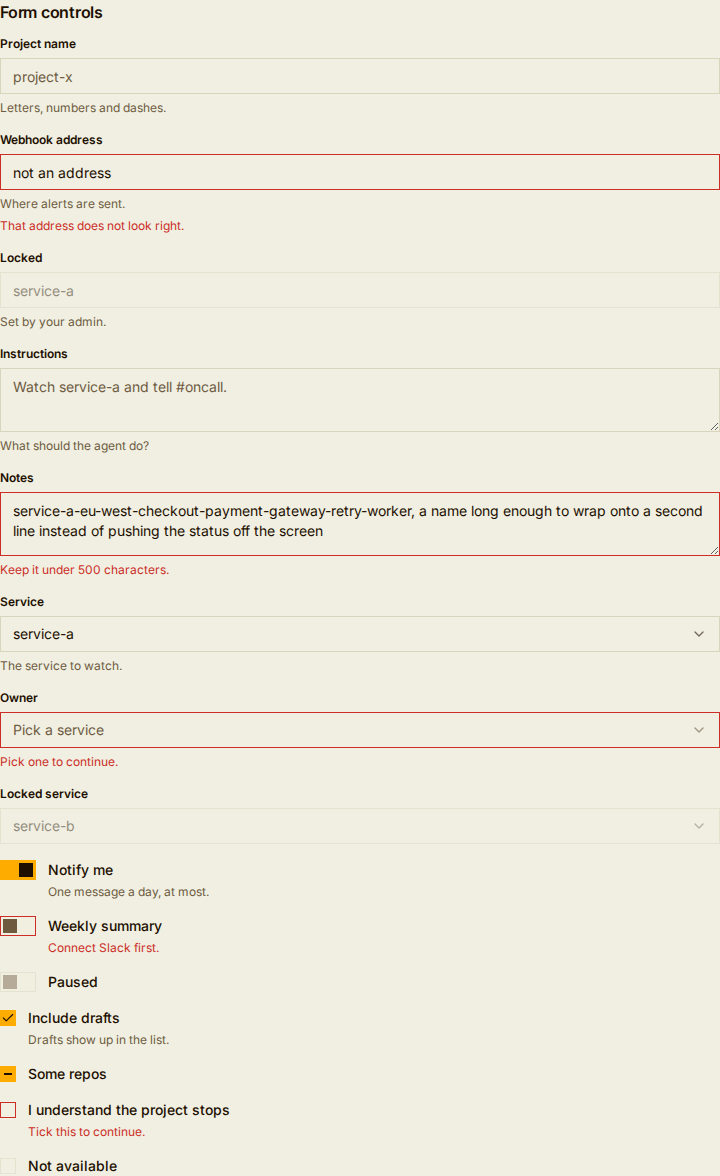 Form controls
Project name
project-x
Letters, numbers and dashes.
Webhook address
not an address
Where alerts are sent.
That address does not look right.
Locked
service-a
Set by your admin.
Instructions
Watch service-a and tell #oncall.
What should the agent do?
Notes
service-a-eu-west-checkout-payment-gateway-retry-worker, a name long enough to wrap onto a second
line instead of pushing the status off the screen
Keep it under 500 characters.
Service
service-a
The service to watch.
Owner
Pick a service
Pick one to continue.
Locked service
service-b
Notify me
One message a day, at most.
Weekly summary
Connect Slack first.
Paused
Include drafts
Drafts show up in the list.
Some repos
I understand the project stops
Tick this to continue.
Not available